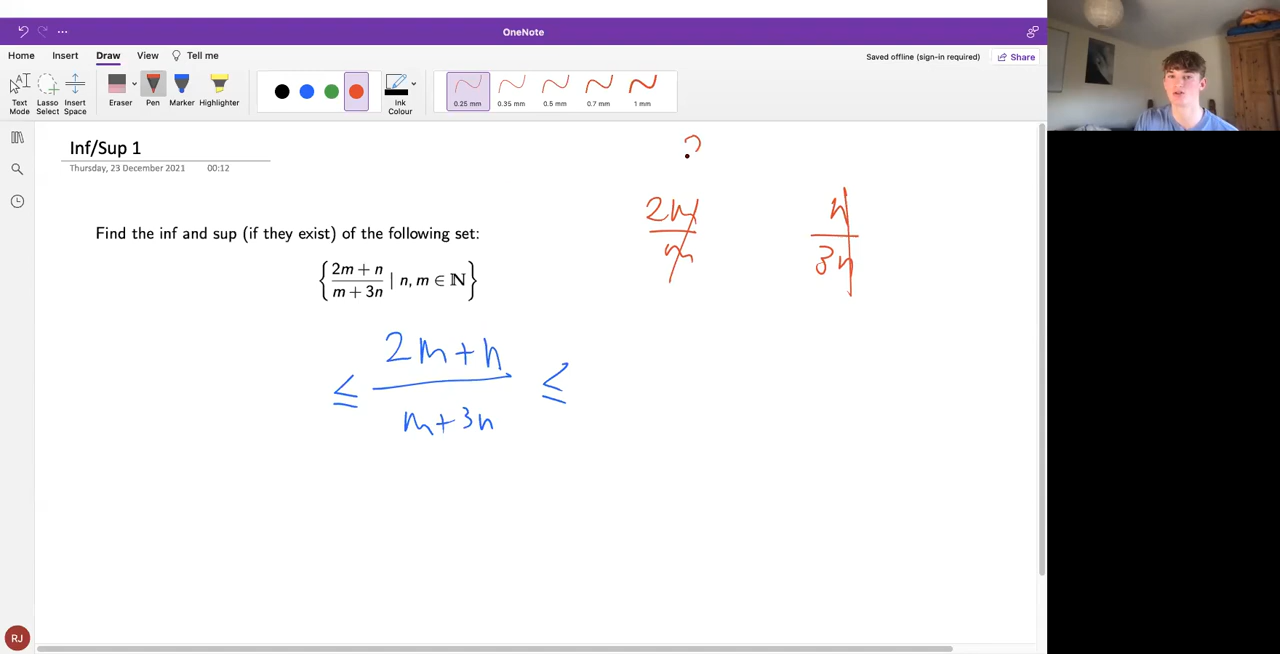 OneNote
Home Insert Draw View Tell me
Saved offline (sign-in required) Share
Text Mode
Lasso Select
Insert Space
Eraser
Pen
Marker
Highlighter
Ink Colour
0.25 mm 0.35 mm 0.5 mm 0.7 mm 1 mm
Inf/Sup 1
Thursday, 23 December 2021 00:12
Find the inf and sup (if they exist) of the following set:
{ (2m + n)/(m + 3n) | n, m ∈ ℕ }
?
2m/m n/3n
≤ (2m+n)/(m+3n) ≤
RJ